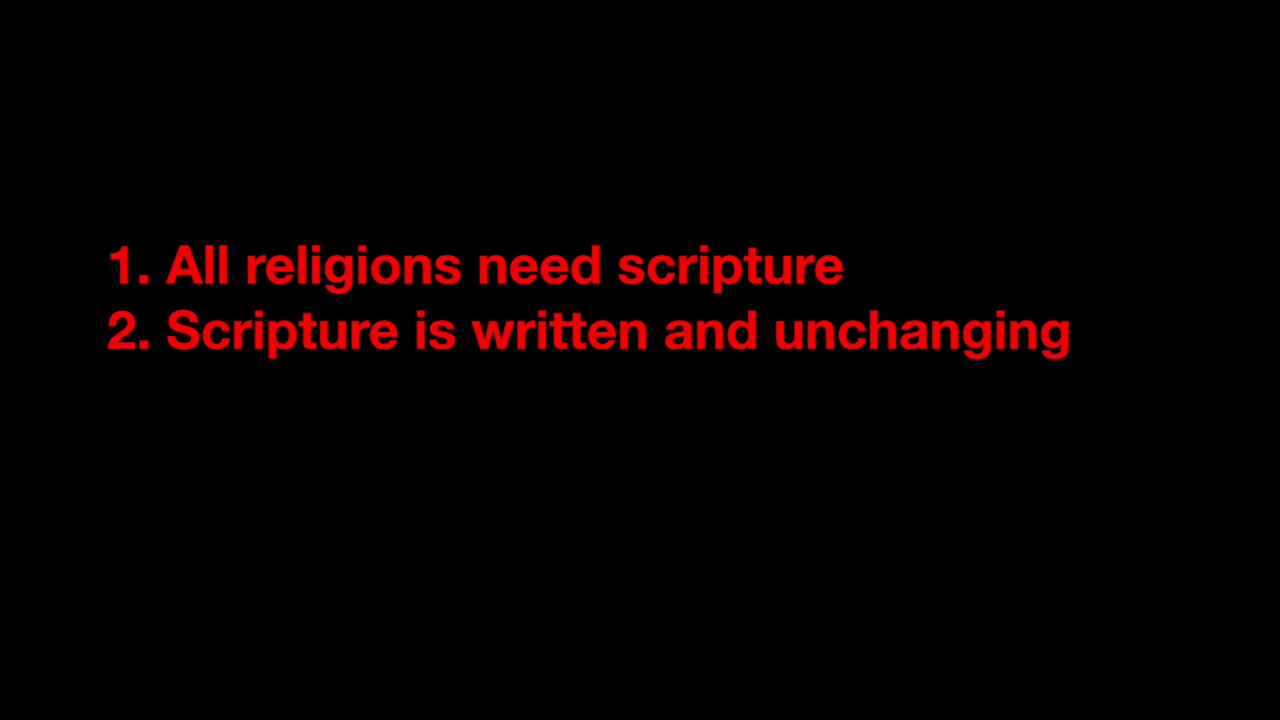 1. All religions need scripture
2. Scripture is written and unchanging